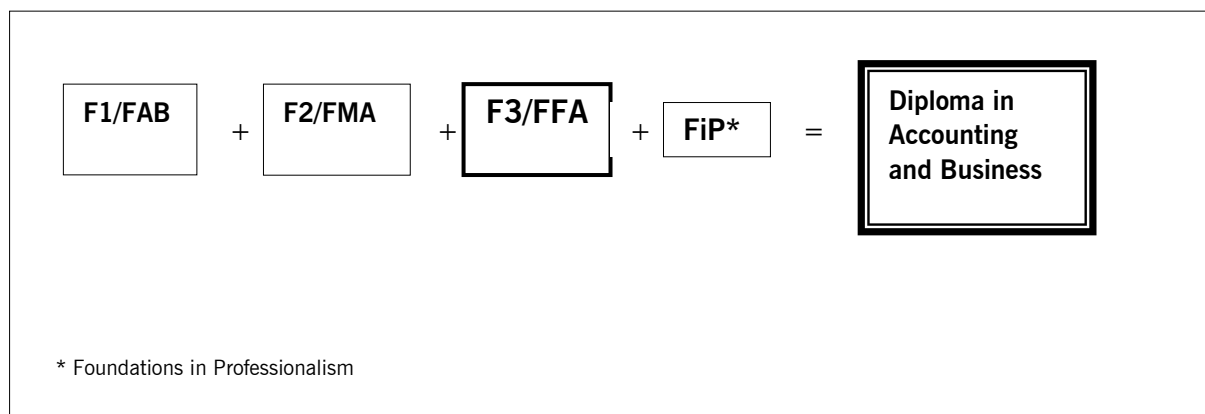 F1/FAB + F2/FMA + F3/FFA + FiP* = Diploma in
Accounting
and Business
* Foundations in Professionalism